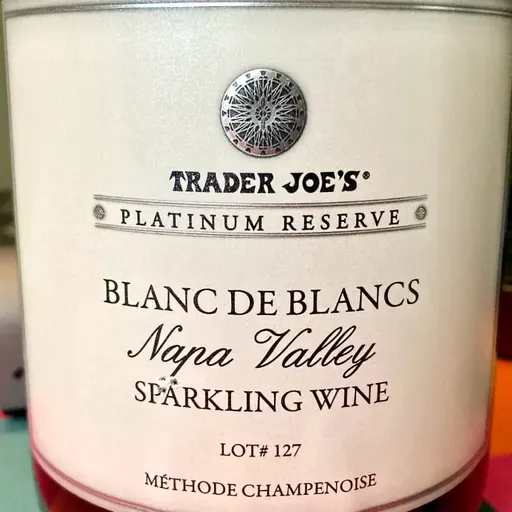 TRADER JOE'S®
PLATINUM RESERVE
BLANC DE BLANCS
Napa Valley
SPARKLING WINE
LOT# 127
MÉTHODE CHAMPENOISE